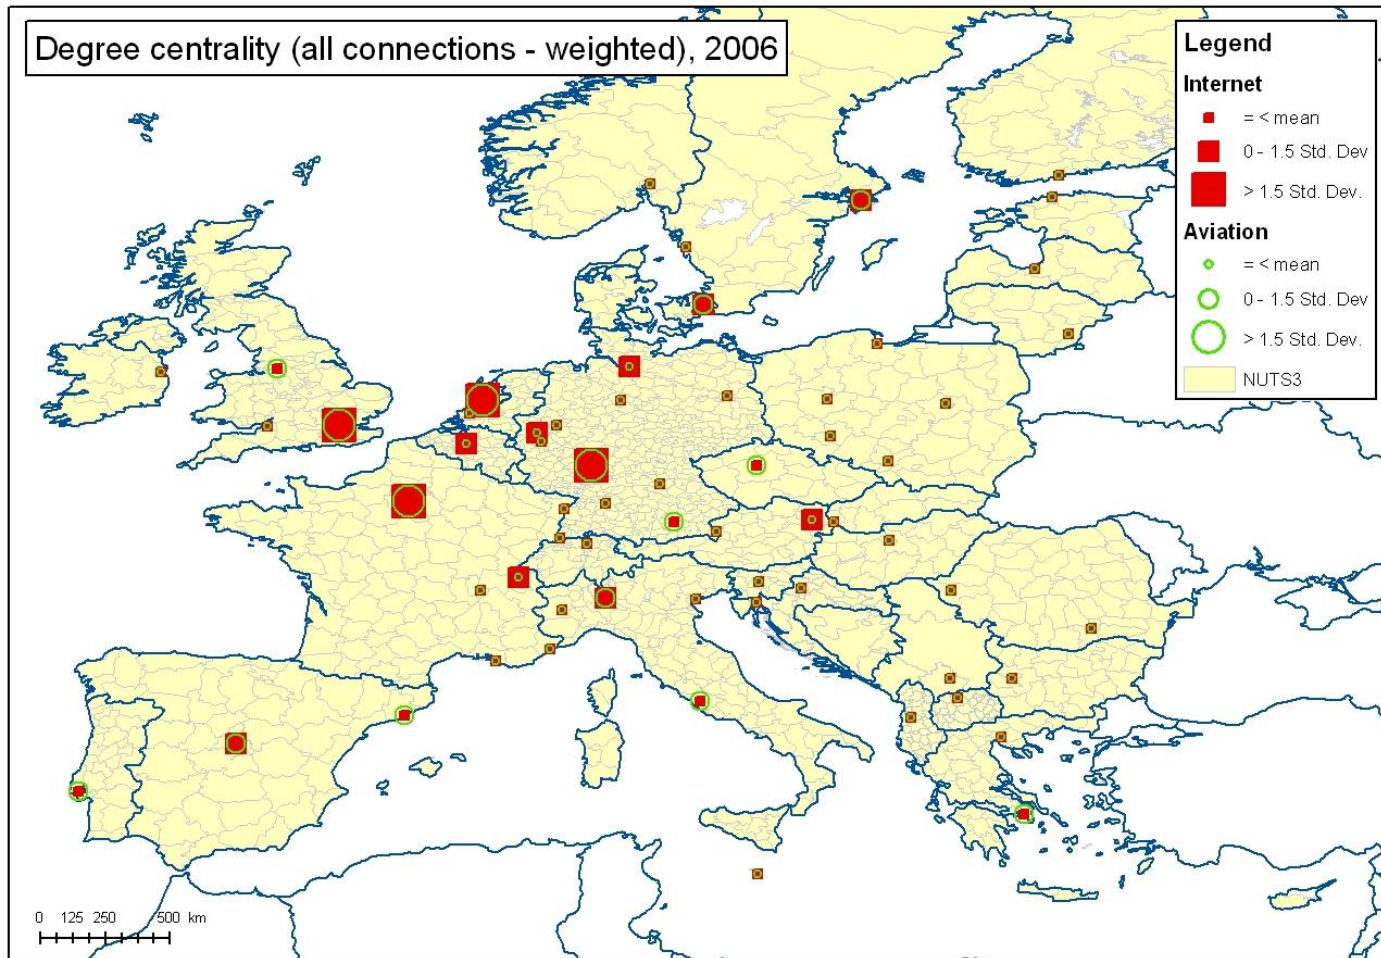 Degree centrality (all connections - weighted), 2006
Legend
Internet
= < mean
0 - 1.5 Std. Dev
> 1.5 Std. Dev.
Aviation
= < mean
0 - 1.5 Std. Dev
> 1.5 Std. Dev.
NUTS3
0 125 250 500 km